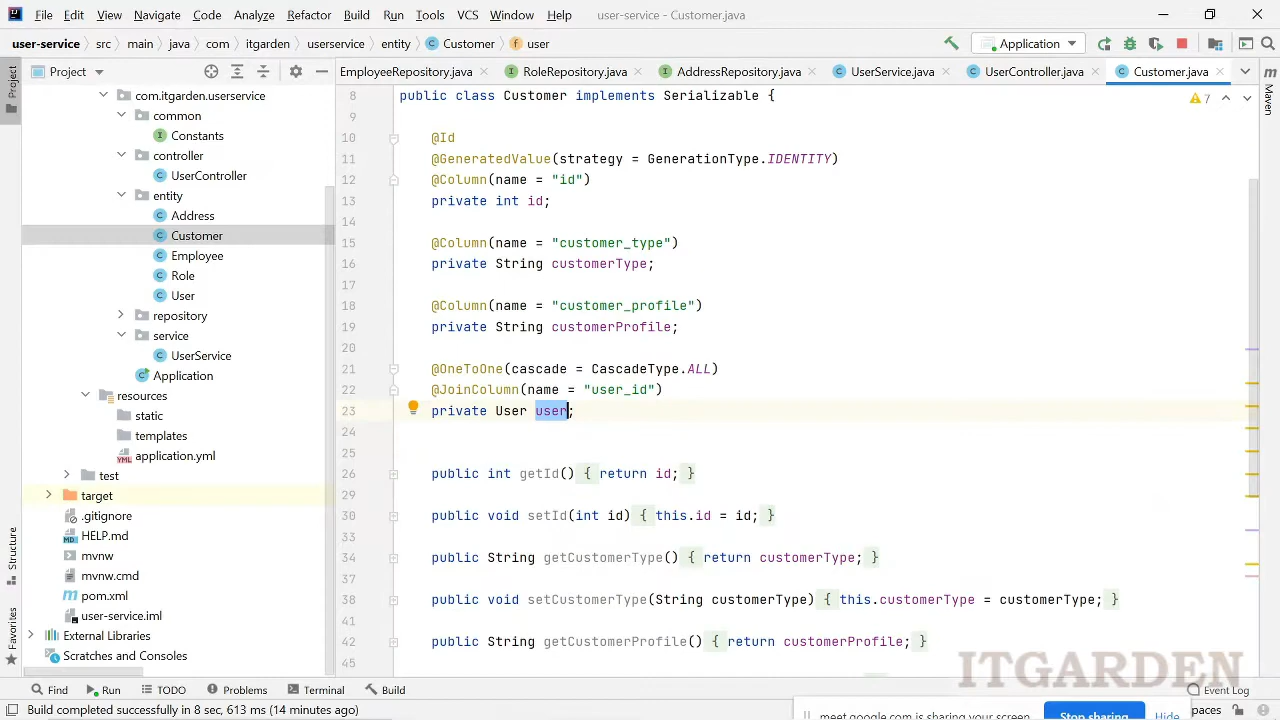 File Edit View Navigate Code Analyze Refactor Build Run Tools VCS Window Help user-service - Customer.java
user-service src main java com itgarden userservice entity Customer user Application
Project EmployeeRepository.java RoleRepository.java AddressRepository.java UserService.java UserController.java Customer.java
Project
Maven
Structure
Favorites
com.itgarden.userservice
common
Constants
controller
UserController
entity
Address
Customer
Employee
Role
User
repository
service
UserService
Application
resources
static
templates
application.yml
test
target
.gitignore
HELP.md
mvnw
mvnw.cmd
pom.xml
user-service.iml
External Libraries
Scratches and Consoles
7
8 public class Customer implements Serializable {
9
10 @Id
11 @GeneratedValue(strategy = GenerationType.IDENTITY)
12 @Column(name = "id")
13 private int id;
14
15 @Column(name = "customer_type")
16 private String customerType;
17
18 @Column(name = "customer_profile")
19 private String customerProfile;
20
21 @OneToOne(cascade = CascadeType.ALL)
22 @JoinColumn(name = "user_id")
23 private User user;
24
25
26 public int getId() { return id; }
29
30 public void setId(int id) { this.id = id; }
33
34 public String getCustomerType() { return customerType; }
37
38 public void setCustomerType(String customerType) { this.customerType = customerType; }
41
42 public String getCustomerProfile() { return customerProfile; }
45
ITGARDEN
Find Run TODO Problems Terminal Build Event Log
Build completed successfully in 8 sec, 613 ms (14 minutes ago)
meet.google.com is sharing your screen. Stop sharing Hide paces